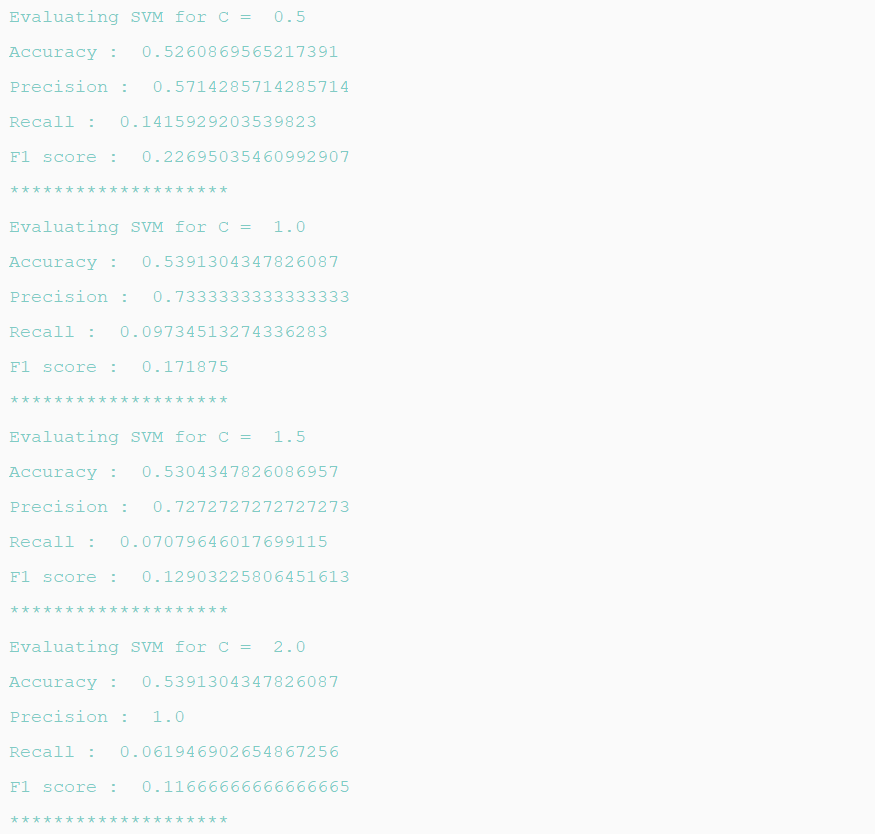 Evaluating SVM for C =  0.5
Accuracy :  0.5260869565217391
Precision :  0.5714285714285714
Recall :  0.1415929203539823
F1 score :  0.22695035460992907
********************
Evaluating SVM for C =  1.0
Accuracy :  0.5391304347826087
Precision :  0.7333333333333333
Recall :  0.09734513274336283
F1 score :  0.171875
********************
Evaluating SVM for C =  1.5
Accuracy :  0.5304347826086957
Precision :  0.7272727272727273
Recall :  0.07079646017699115
F1 score :  0.12903225806451613
********************
Evaluating SVM for C =  2.0
Accuracy :  0.5391304347826087
Precision :  1.0
Recall :  0.061946902654867256
F1 score :  0.11666666666666665
********************